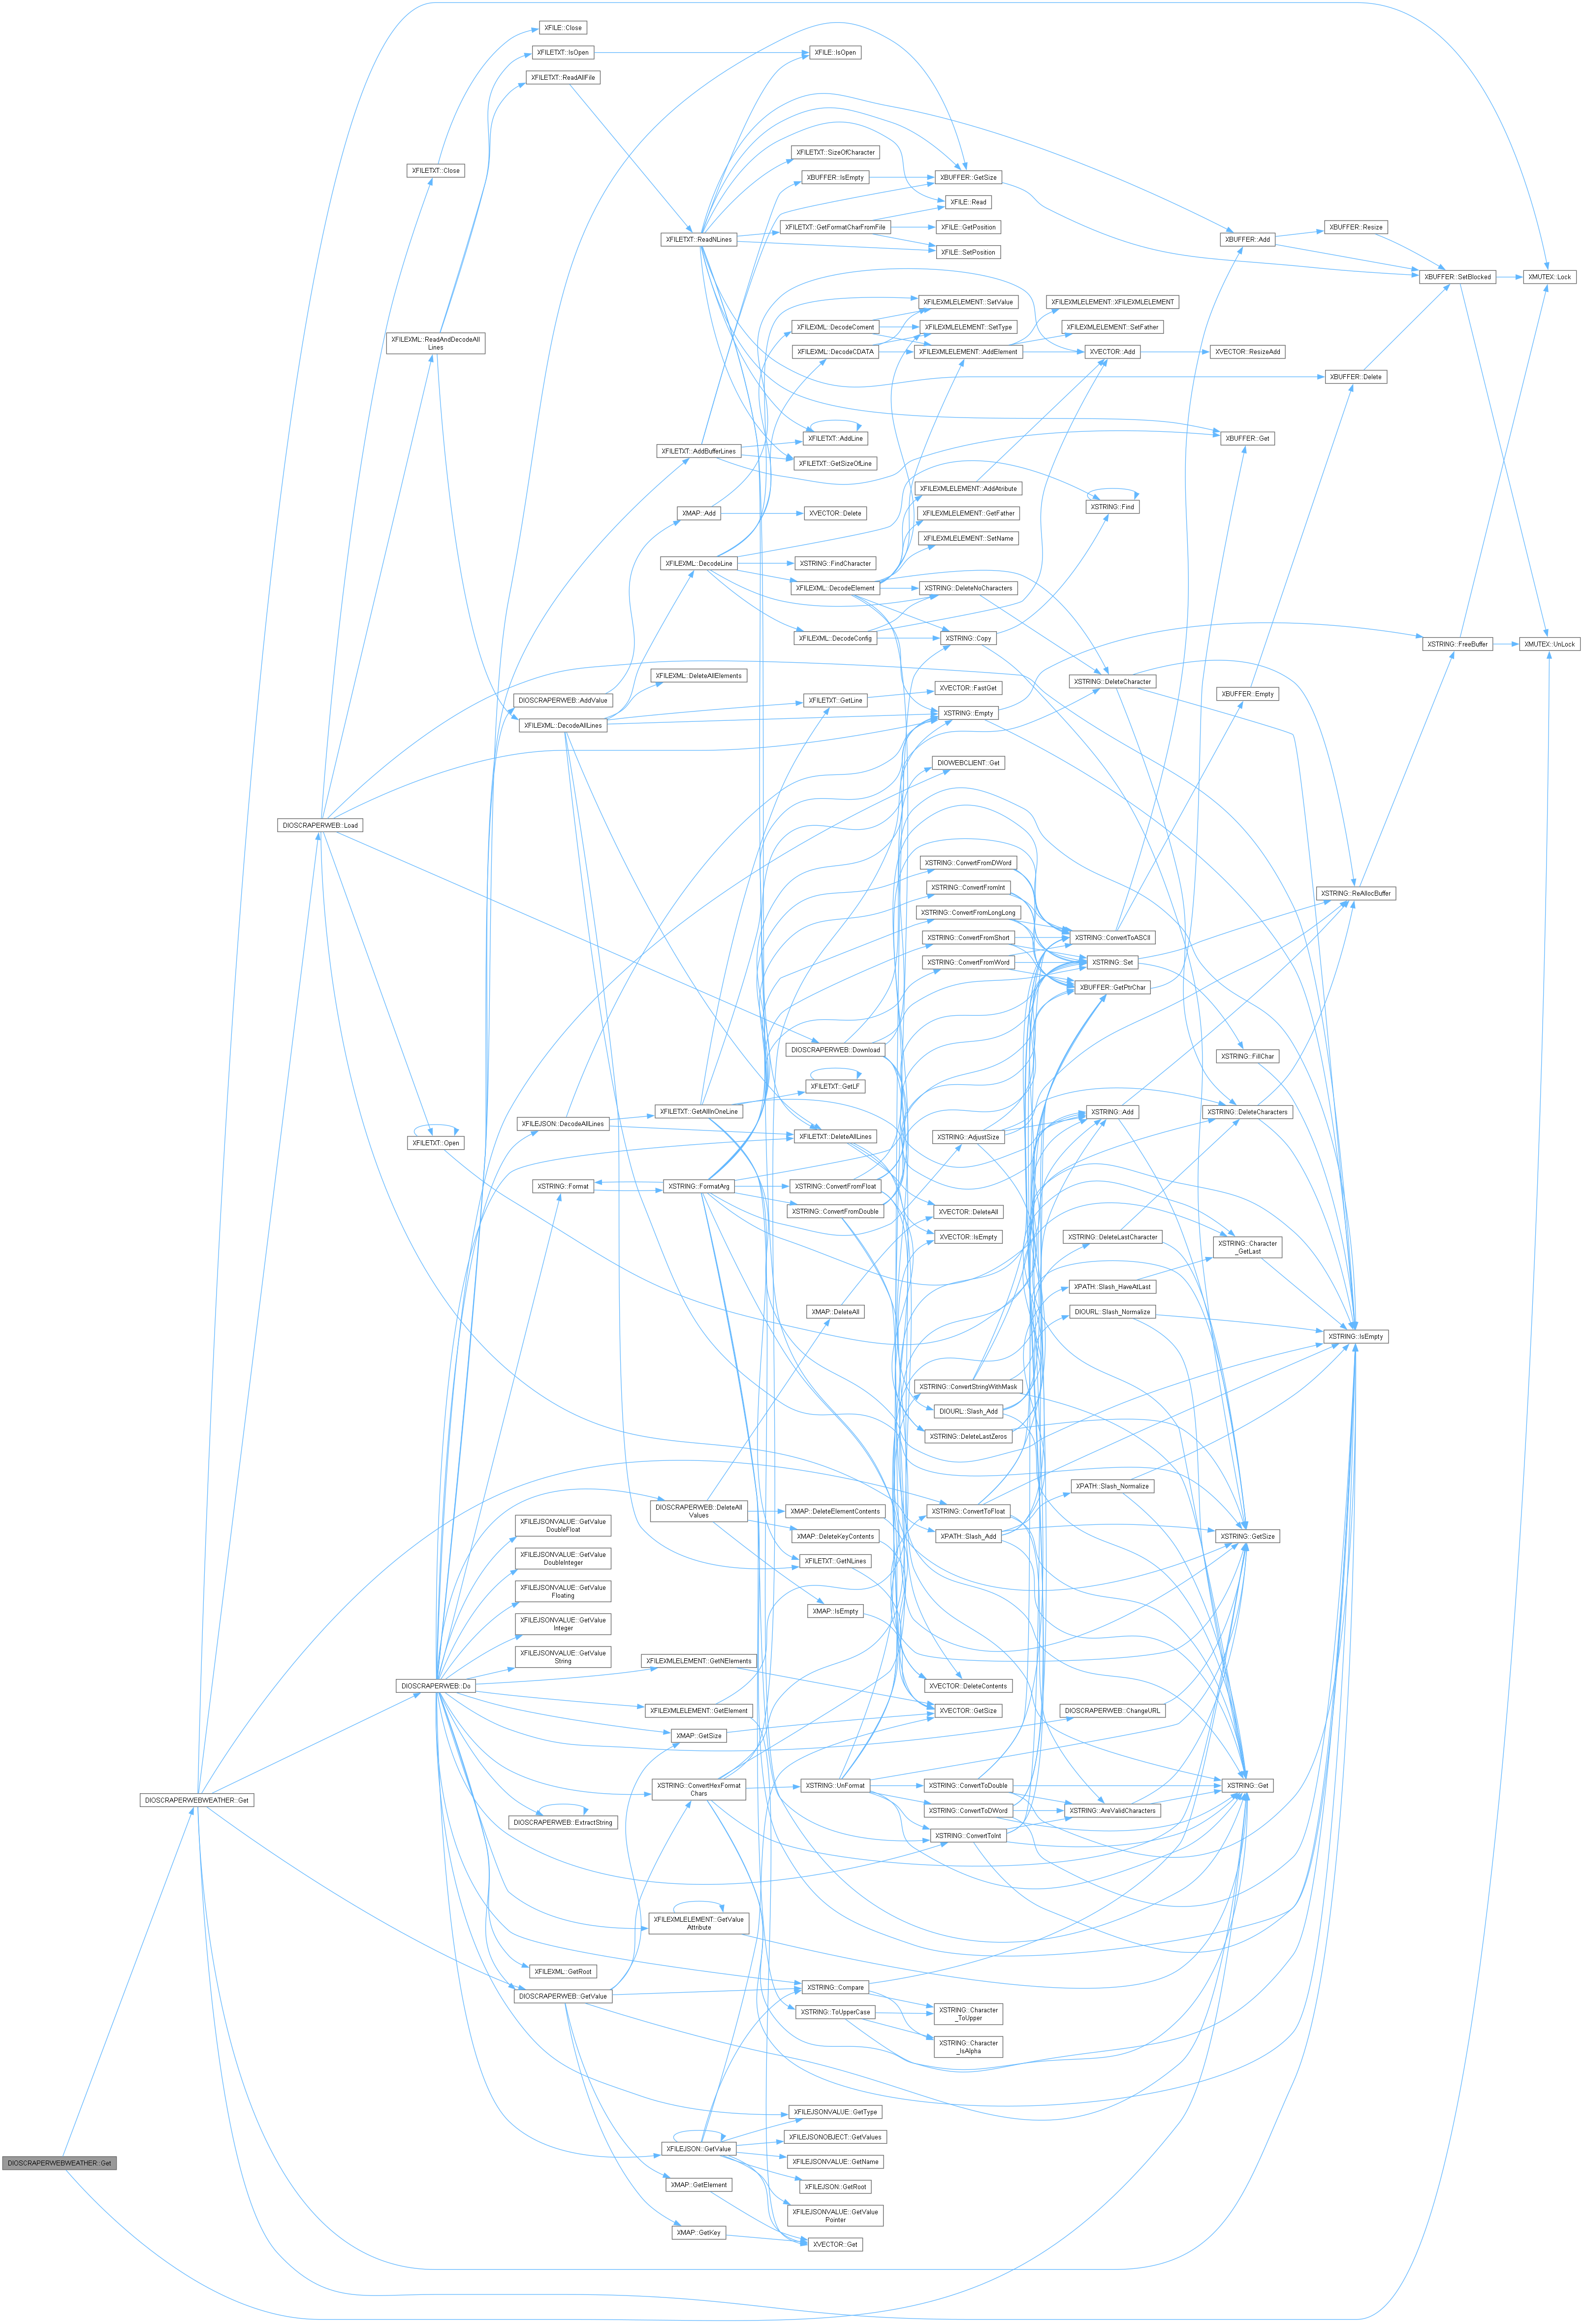 XFILE::Close
XFILETXT::IsOpen
XFILE::IsOpen
XFILETXT::ReadAllFile
XFILETXT::SizeOfCharacter
XFILETXT::Close
XBUFFER::IsEmpty
XBUFFER::GetSize
XFILE::Read
XFILETXT::GetFormatCharFromFile
XFILE::GetPosition
XBUFFER::Resize
XFILETXT::ReadNLines
XBUFFER::Add
XFILE::SetPosition
XBUFFER::SetBlocked
XMUTEX::Lock
XFILEXMLELEMENT::SetValue
XFILEXMLELEMENT::XFILEXMLELEMENT
XFILEXML::DecodeComent
XFILEXMLELEMENT::SetType
XFILEXMLELEMENT::SetFather
XFILEXML::ReadAndDecodeAll
Lines
XFILEXML::DecodeCDATA
XFILEXMLELEMENT::AddElement
XVECTOR::Add
XVECTOR::ResizeAdd
XBUFFER::Delete
XFILETXT::AddLine
XBUFFER::Get
XFILETXT::AddBufferLines
XFILETXT::GetSizeOfLine
XFILEXMLELEMENT::AddAtribute
XSTRING::Find
XMAP::Add
XVECTOR::Delete
XFILEXMLELEMENT::GetFather
XFILEXMLELEMENT::SetName
XFILEXML::DecodeLine
XSTRING::FindCharacter
XFILEXML::DecodeElement
XSTRING::DeleteNoCharacters
XFILEXML::DecodeConfig
XSTRING::Copy
XSTRING::FreeBuffer
XMUTEX::UnLock
XFILEXML::DeleteAllElements
XSTRING::DeleteCharacter
XVECTOR::FastGet
XBUFFER::Empty
DIOSCRAPERWEB::AddValue
XFILETXT::GetLine
XSTRING::Empty
XFILEXML::DecodeAllLines
DIOWEBCLIENT::Get
DIOSCRAPERWEB::Load
XSTRING::ConvertFromDWord
XSTRING::ConvertFromInt
XSTRING::ReAllocBuffer
XSTRING::ConvertFromLongLong
XSTRING::ConvertFromShort
XSTRING::ConvertToASCII
XSTRING::ConvertFromWord
XSTRING::Set
XBUFFER::GetPtrChar
DIOSCRAPERWEB::Download
XSTRING::FillChar
XFILETXT::GetLF
XFILETXT::GetAllInOneLine
XSTRING::Add
XSTRING::DeleteCharacters
XFILEJSON::DecodeAllLines
XFILETXT::DeleteAllLines
XSTRING::AdjustSize
XFILETXT::Open
XSTRING::Format
XSTRING::FormatArg
XSTRING::ConvertFromFloat
XSTRING::ConvertFromDouble
XVECTOR::DeleteAll
XVECTOR::IsEmpty
XSTRING::DeleteLastCharacter
XSTRING::Character
_GetLast
XPATH::Slash_HaveAtLast
XMAP::DeleteAll
DIOURL::Slash_Normalize
XSTRING::IsEmpty
XSTRING::ConvertStringWithMask
DIOURL::Slash_Add
XSTRING::DeleteLastZeros
XPATH::Slash_Normalize
DIOSCRAPERWEB::DeleteAll
Values
XMAP::DeleteElementContents
XSTRING::ConvertToFloat
XFILEJSONVALUE::GetValue
DoubleFloat
XMAP::DeleteKeyContents
XPATH::Slash_Add
XSTRING::GetSize
XFILEJSONVALUE::GetValue
DoubleInteger
XFILETXT::GetNLines
XFILEJSONVALUE::GetValue
Floating
XMAP::IsEmpty
XFILEJSONVALUE::GetValue
Integer
XFILEJSONVALUE::GetValue
String
XFILEXMLELEMENT::GetNElements
DIOSCRAPERWEB::Do
XVECTOR::DeleteContents
XFILEXMLELEMENT::GetElement
XVECTOR::GetSize
DIOSCRAPERWEB::ChangeURL
XMAP::GetSize
XSTRING::ConvertHexFormat
Chars
XSTRING::UnFormat
XSTRING::ConvertToDouble
XSTRING::Get
DIOSCRAPERWEBWEATHER::Get
XSTRING::ConvertToDWord
XSTRING::AreValidCharacters
DIOSCRAPERWEB::ExtractString
XSTRING::ConvertToInt
XFILEXMLELEMENT::GetValue
Attribute
XFILEXML::GetRoot
XSTRING::Compare
DIOSCRAPERWEB::GetValue
XSTRING::ToUpperCase
XSTRING::Character
_ToUpper
XSTRING::Character
_IsAlpha
XFILEJSONVALUE::GetType
XFILEJSONOBJECT::GetValues
XFILEJSON::GetValue
XFILEJSONVALUE::GetName
DIOSCRAPERWEBWEATHER::Get
XMAP::GetElement
XFILEJSON::GetRoot
XFILEJSONVALUE::GetValue
Pointer
XMAP::GetKey
XVECTOR::Get